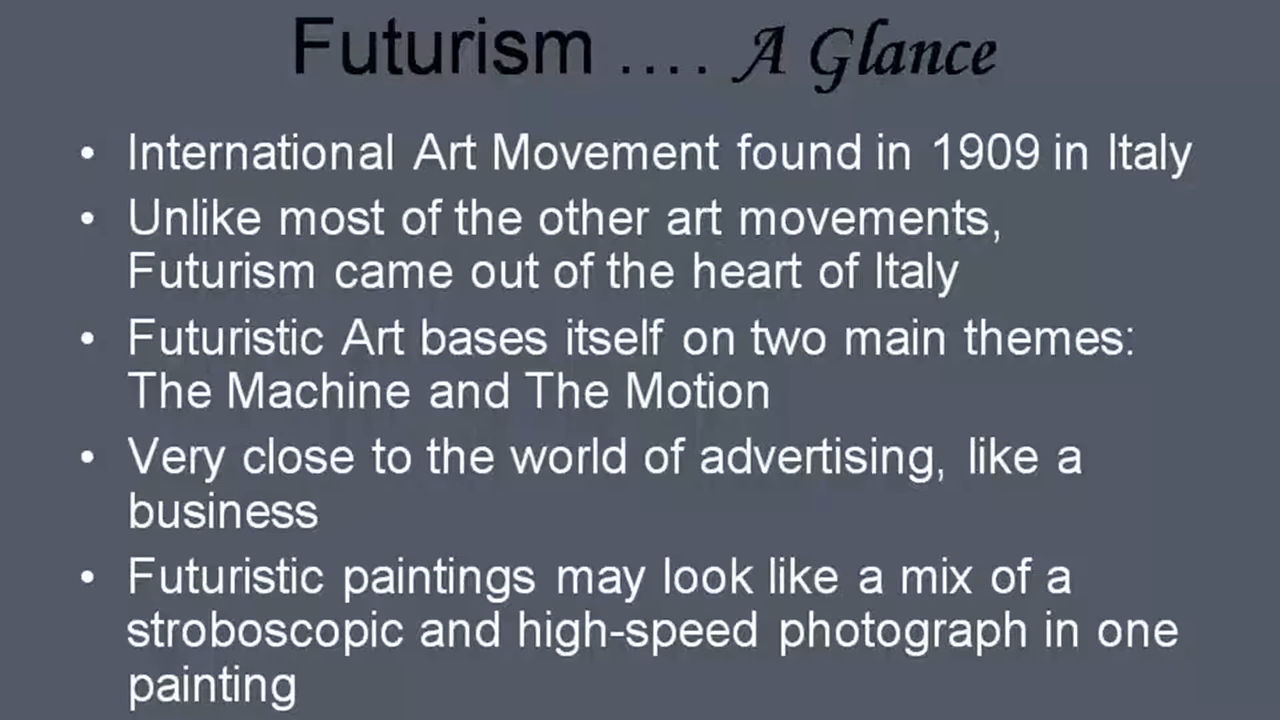 Futurism .... A Glance
• International Art Movement found in 1909 in Italy
• Unlike most of the other art movements,
Futurism came out of the heart of Italy
• Futuristic Art bases itself on two main themes:
The Machine and The Motion
• Very close to the world of advertising, like a
business
• Futuristic paintings may look like a mix of a
stroboscopic and high-speed photograph in one
painting